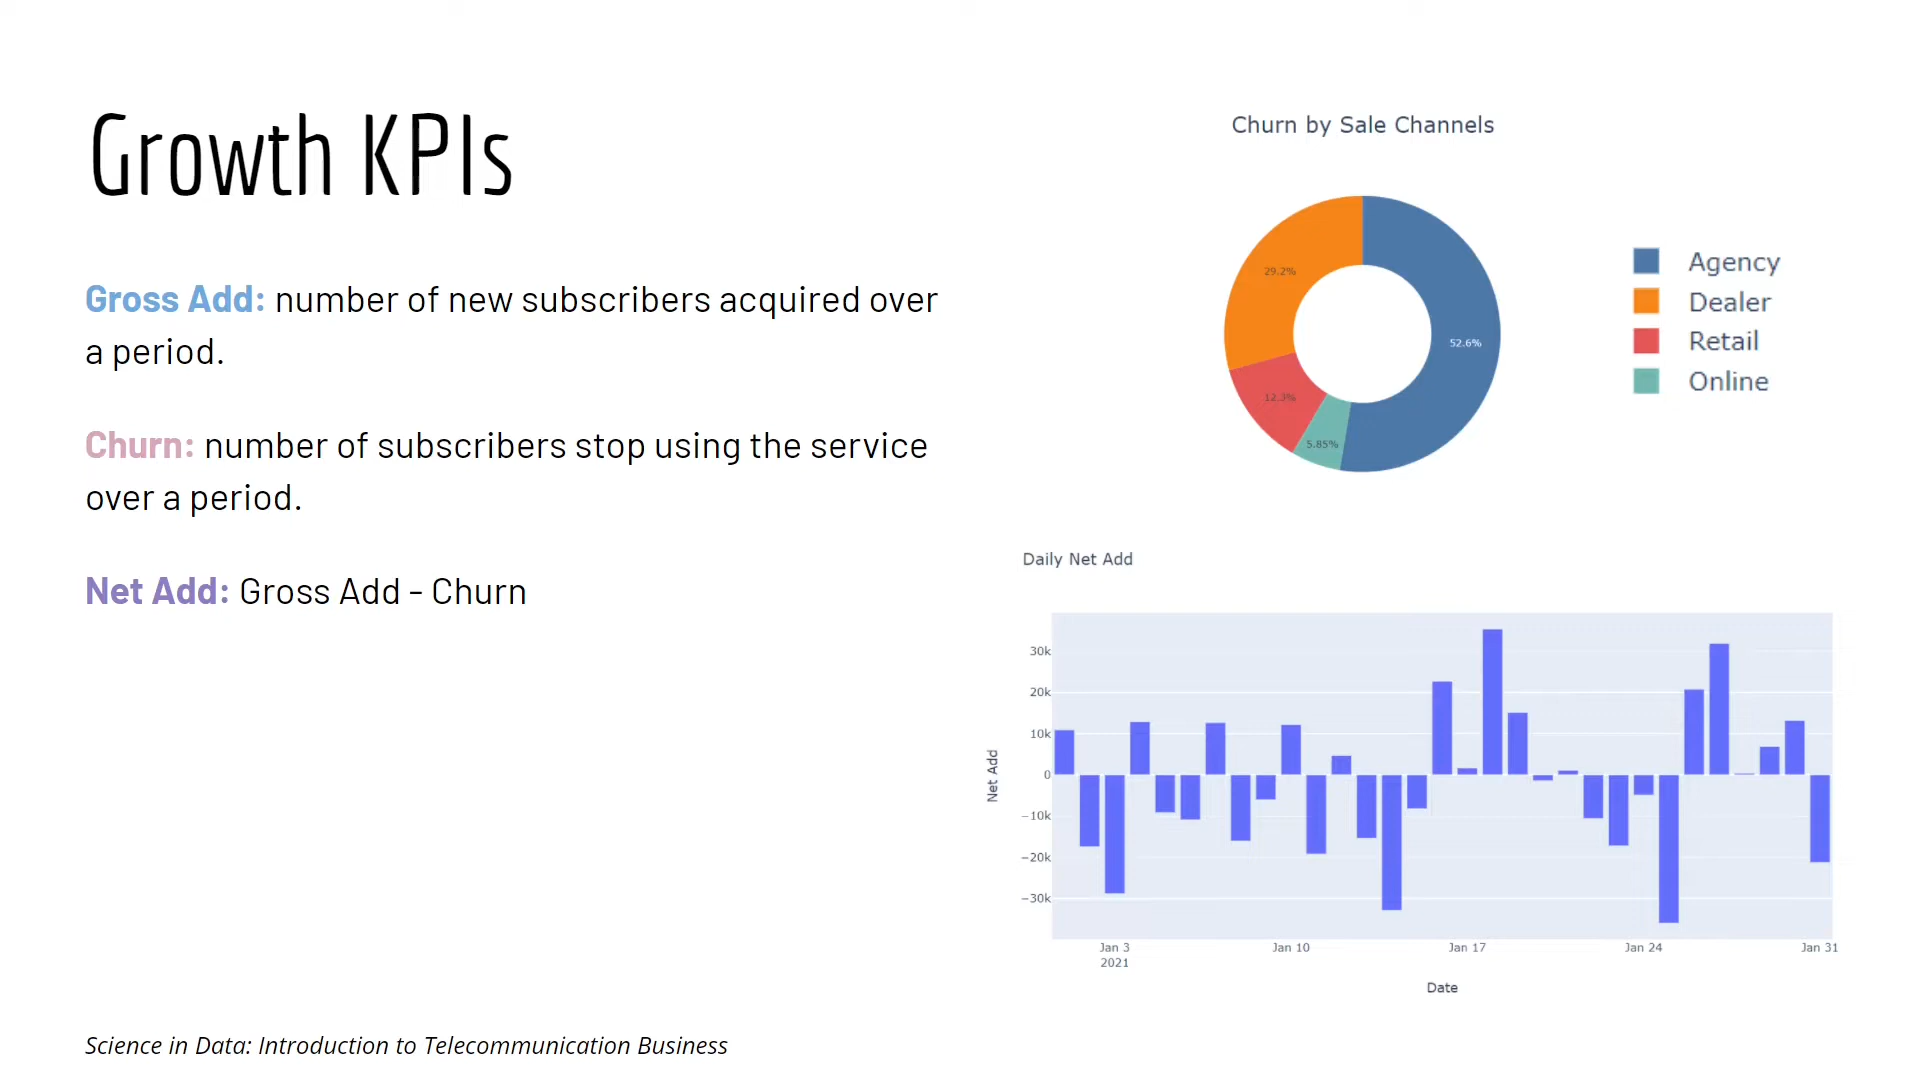 Growth KPIs
Gross Add: number of new subscribers acquired over
a period.
Churn: number of subscribers stop using the service
over a period.
Net Add: Gross Add - Churn
Churn by Sale Channels
29.2%
52.6%
12.3%
5.85%
Agency
Dealer
Retail
Online
Daily Net Add
30k
20k
10k
0
−10k
−20k
−30k
Net Add
Jan 3
2021
Jan 10
Jan 17
Jan 24
Jan 31
Date
Science in Data: Introduction to Telecommunication Business